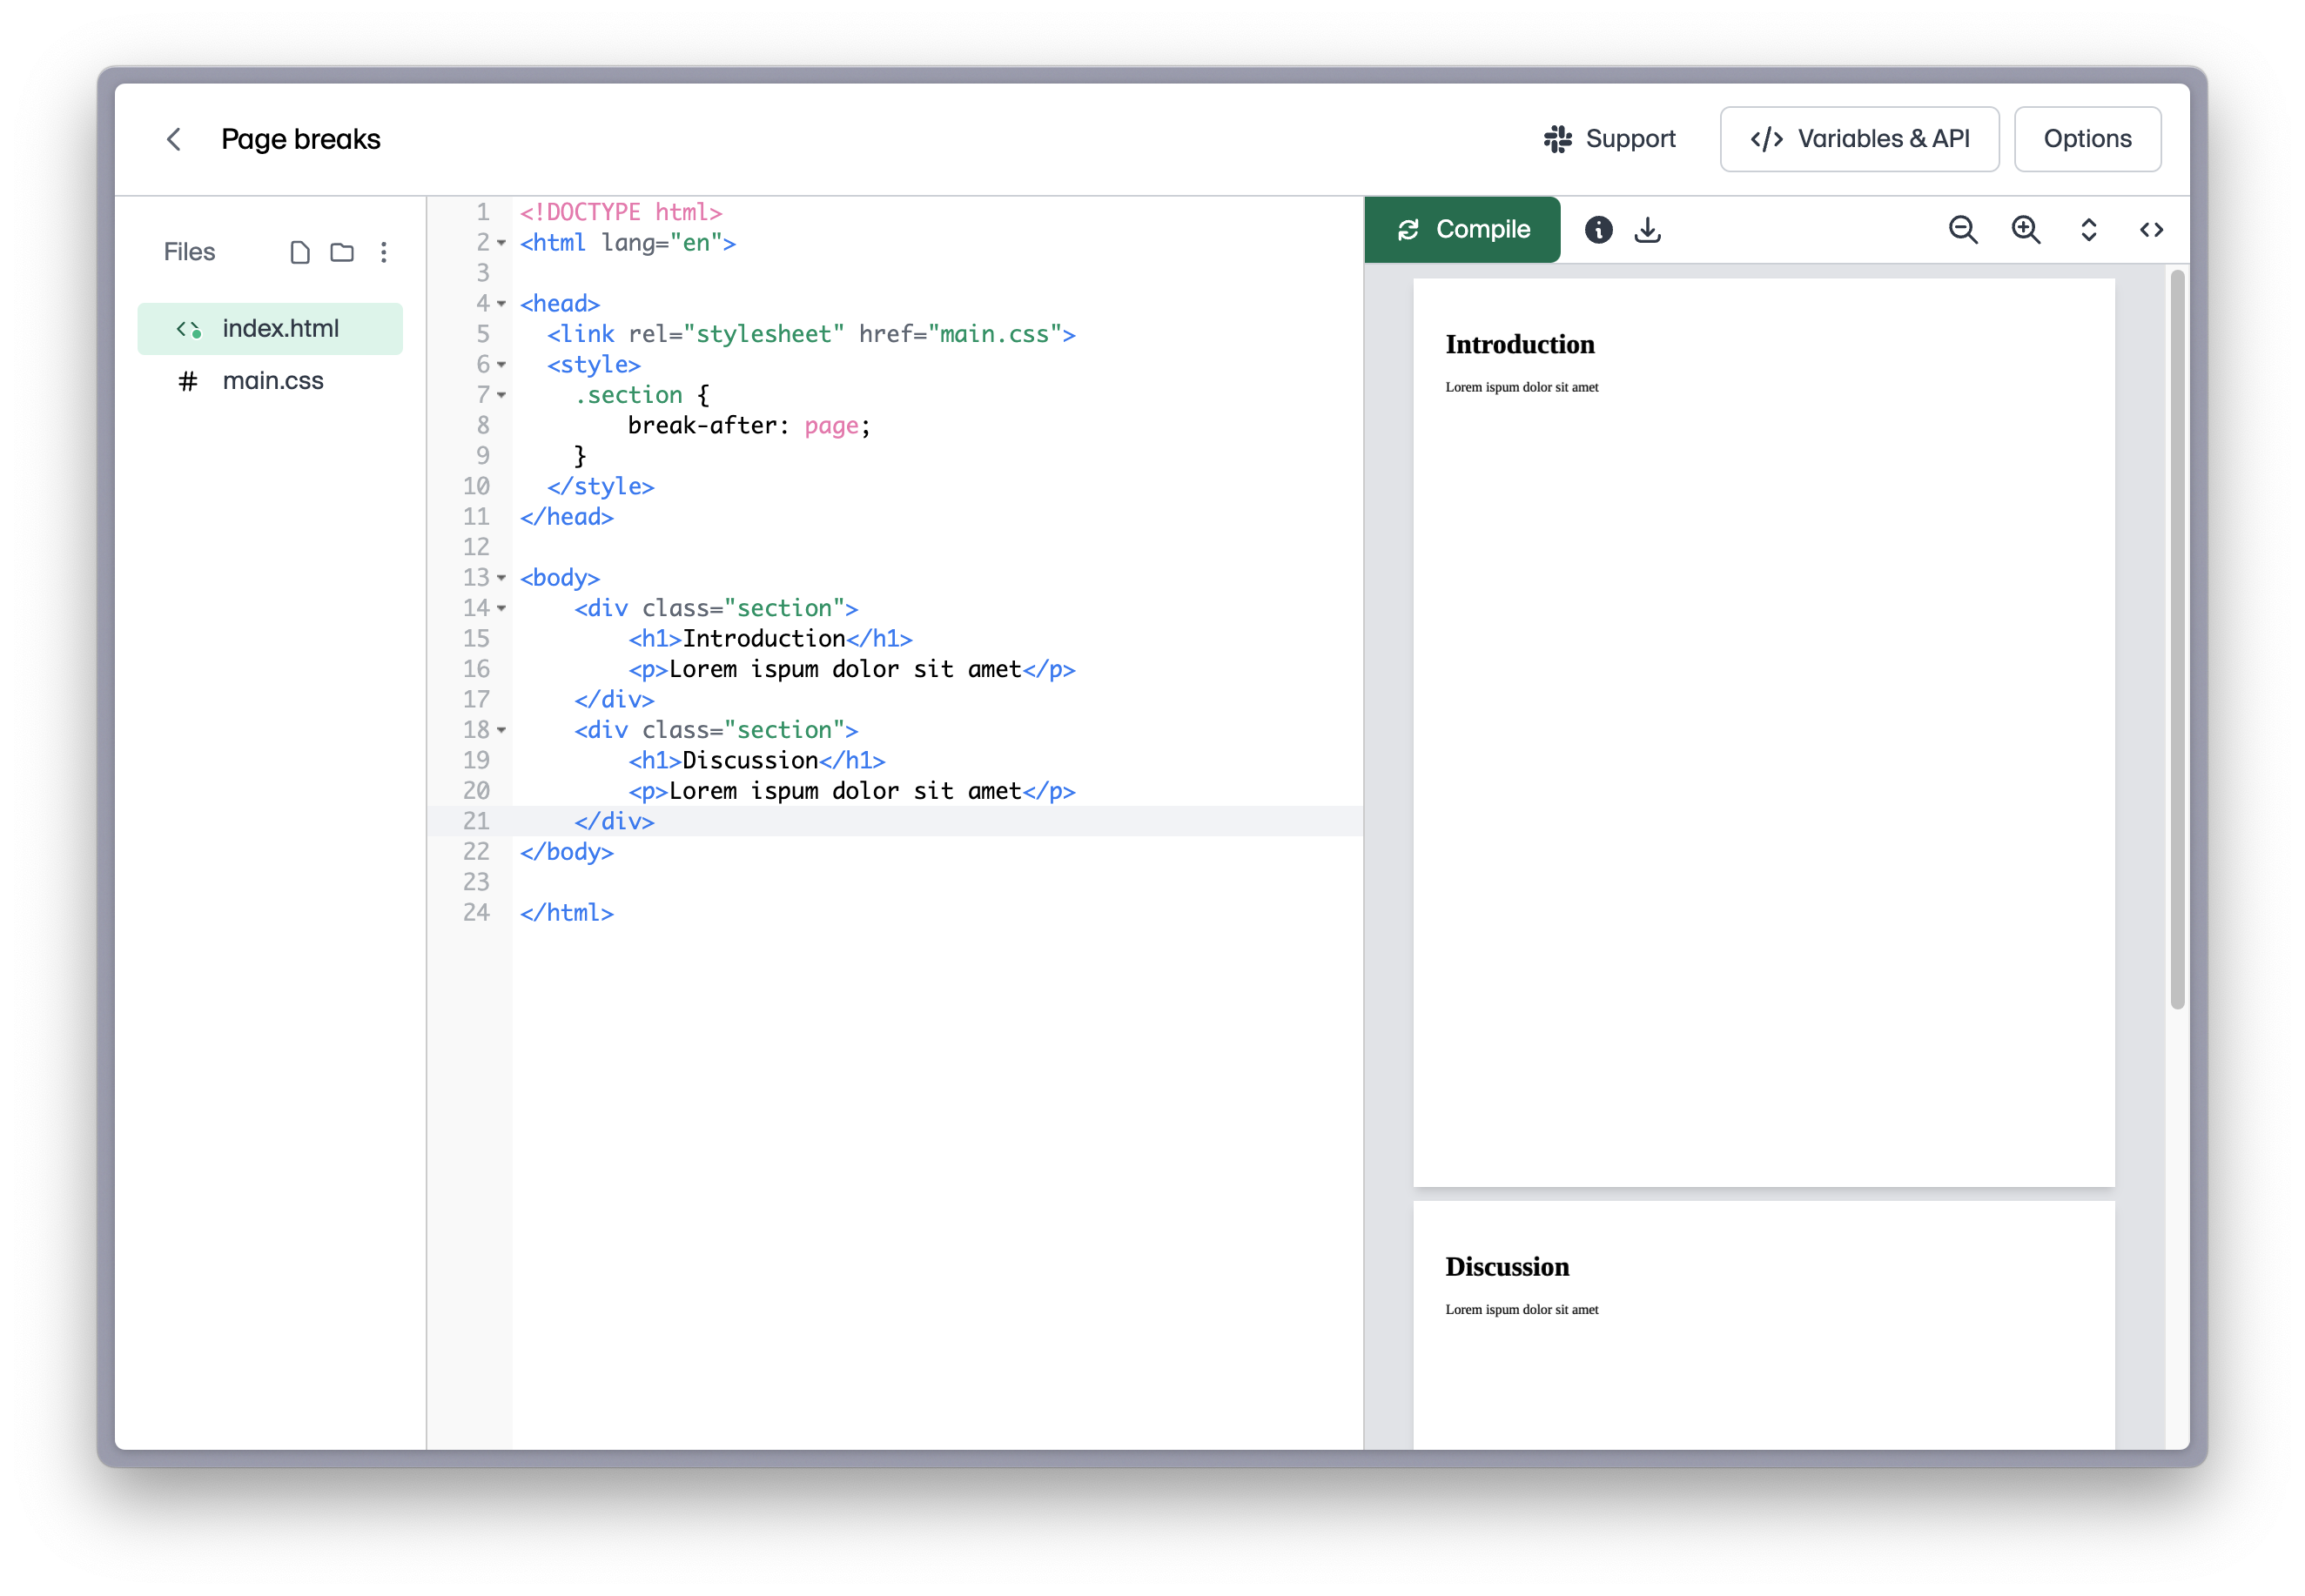 Page breaks
Support
</> Variables & API
Options
Files
index.html
# main.css
1 <!DOCTYPE html>
2 <html lang="en">
3
4 <head>
5 <link rel="stylesheet" href="main.css">
6 <style>
7 .section {
8 break-after: page;
9 }
10 </style>
11 </head>
12
13 <body>
14 <div class="section">
15 <h1>Introduction</h1>
16 <p>Lorem ispum dolor sit amet</p>
17 </div>
18 <div class="section">
19 <h1>Discussion</h1>
20 <p>Lorem ispum dolor sit amet</p>
21 </div>
22 </body>
23
24 </html>
Compile
Introduction
Lorem ispum dolor sit amet
Discussion
Lorem ispum dolor sit amet